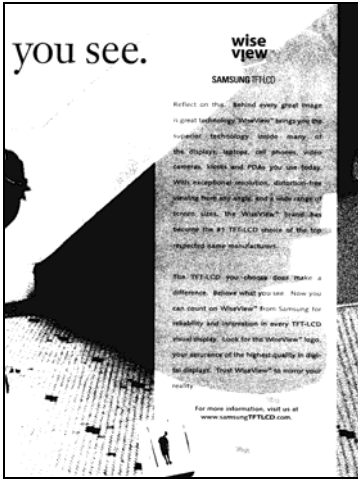 you see.
wise
view™
SAMSUNG TFT-LCD
Reflect on this. Behind every great image
is great technology. WiseView™ brings you the
superior technology inside many of
the displays, laptops, cell phones, video
cameras, kiosks and PDAs you use today.
With exceptional resolution, distortion-free
viewing from any angle, and a wide range of
screen sizes, the WiseView™ brand has
become the #1 TFT-LCD choice of the top
respected name manufacturers.
The TFT-LCD you choose does make a
difference. Believe what you see. Now you
can count on WiseView™ from Samsung for
reliability and innovation in every TFT-LCD
visual display. Look for the WiseView™ logo,
your assurance of the highest quality in digi-
tal displays. Trust WiseView™ to mirror your
reality.
For more information, visit us at
www.samsungTFTLCD.com.